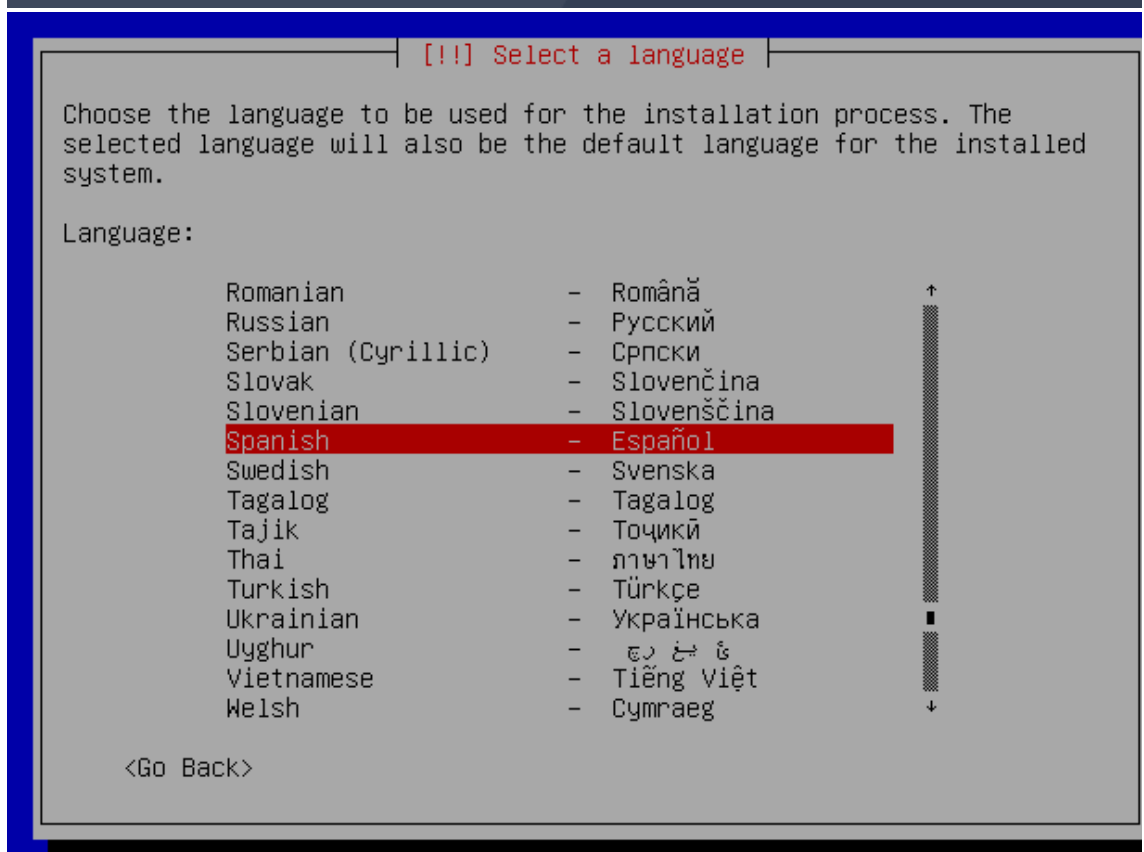 [!!] Select a language
Choose the language to be used for the installation process. The
selected language will also be the default language for the installed
system.
Language:
Romanian - Română
Russian - Русский
Serbian (Cyrillic) - Српски
Slovak - Slovenčina
Slovenian - Slovenščina
Spanish - Español
Swedish - Svenska
Tagalog - Tagalog
Tajik - Тоҷикӣ
Thai - ภาษาไทย
Turkish - Türkçe
Ukrainian - Українська
Uyghur -
Vietnamese - Tiếng Việt
Welsh - Cymraeg
<Go Back>